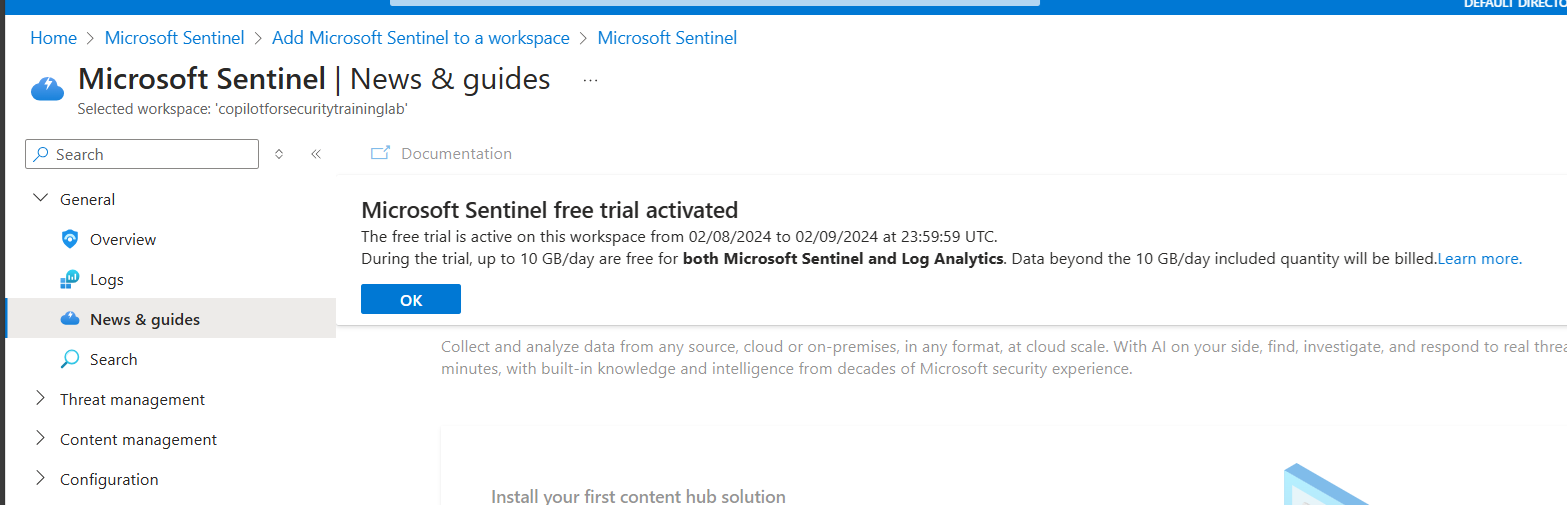 DEFAULT DIRECTO
Home > Microsoft Sentinel > Add Microsoft Sentinel to a workspace > Microsoft Sentinel
Microsoft Sentinel | News & guides ...
Selected workspace: 'copilotforsecuritytraininglab'
Search
Documentation
General
Overview
Logs
News & guides
Search
Threat management
Content management
Configuration
Microsoft Sentinel free trial activated
The free trial is active on this workspace from 02/08/2024 to 02/09/2024 at 23:59:59 UTC.
During the trial, up to 10 GB/day are free for both Microsoft Sentinel and Log Analytics. Data beyond the 10 GB/day included quantity will be billed.Learn more.
OK
Collect and analyze data from any source, cloud or on-premises, in any format, at cloud scale. With AI on your side, find, investigate, and respond to real threa
minutes, with built-in knowledge and intelligence from decades of Microsoft security experience.
Install your first content hub solution